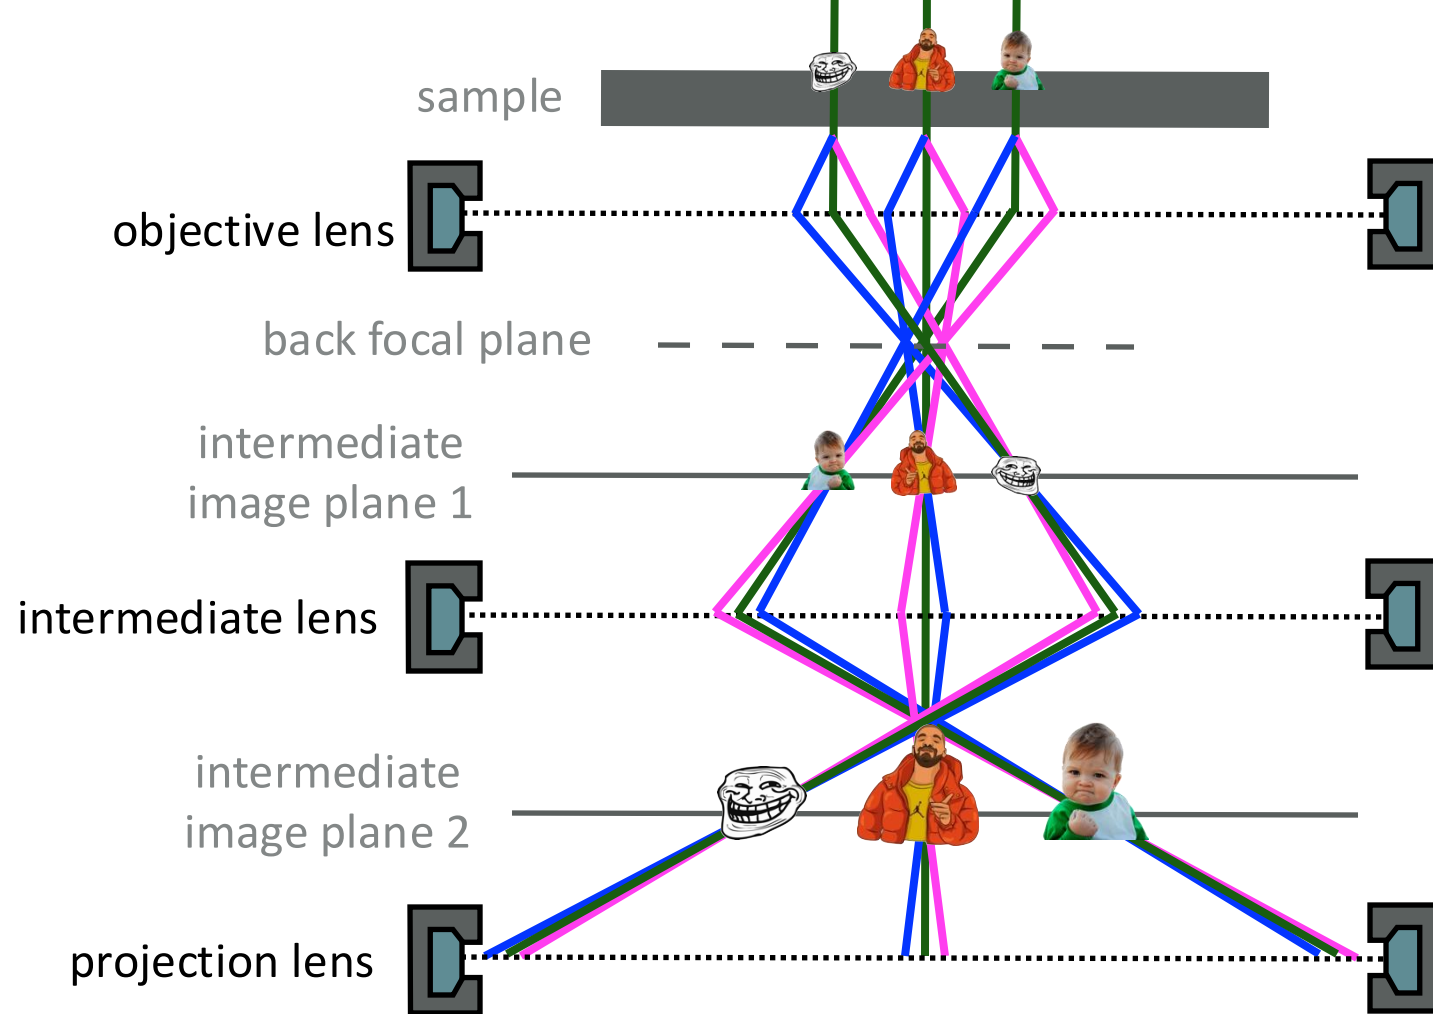 sample
objective lens
back focal plane
intermediate
image plane 1
intermediate lens
intermediate
image plane 2
projection lens